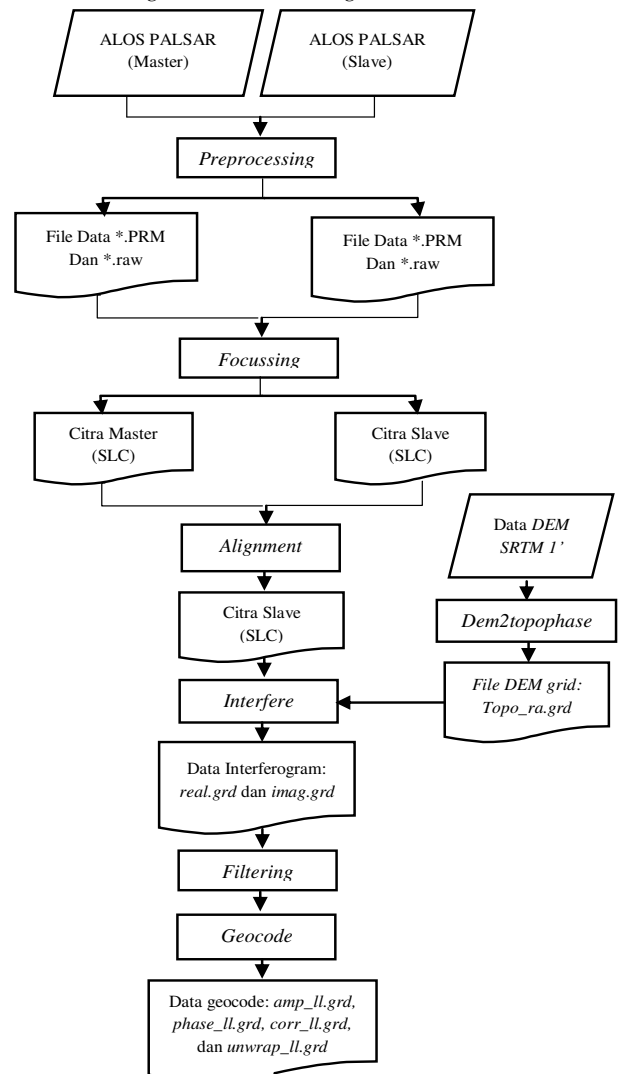 ALOS PALSAR
(Master)
ALOS PALSAR
(Slave)
Preprocessing
File Data *.PRM
Dan *.raw
File Data *.PRM
Dan *.raw
Focussing
Citra Master
(SLC)
Citra Slave
(SLC)
Alignment
Data DEM
SRTM 1’
Citra Slave
(SLC)
Dem2topophase
Interfere
File DEM grid:
Topo_ra.grd
Data Interferogram:
real.grd dan imag.grd
Filtering
Geocode
Data geocode: amp_ll.grd,
phase_ll.grd, corr_ll.grd,
dan unwrap_ll.grd